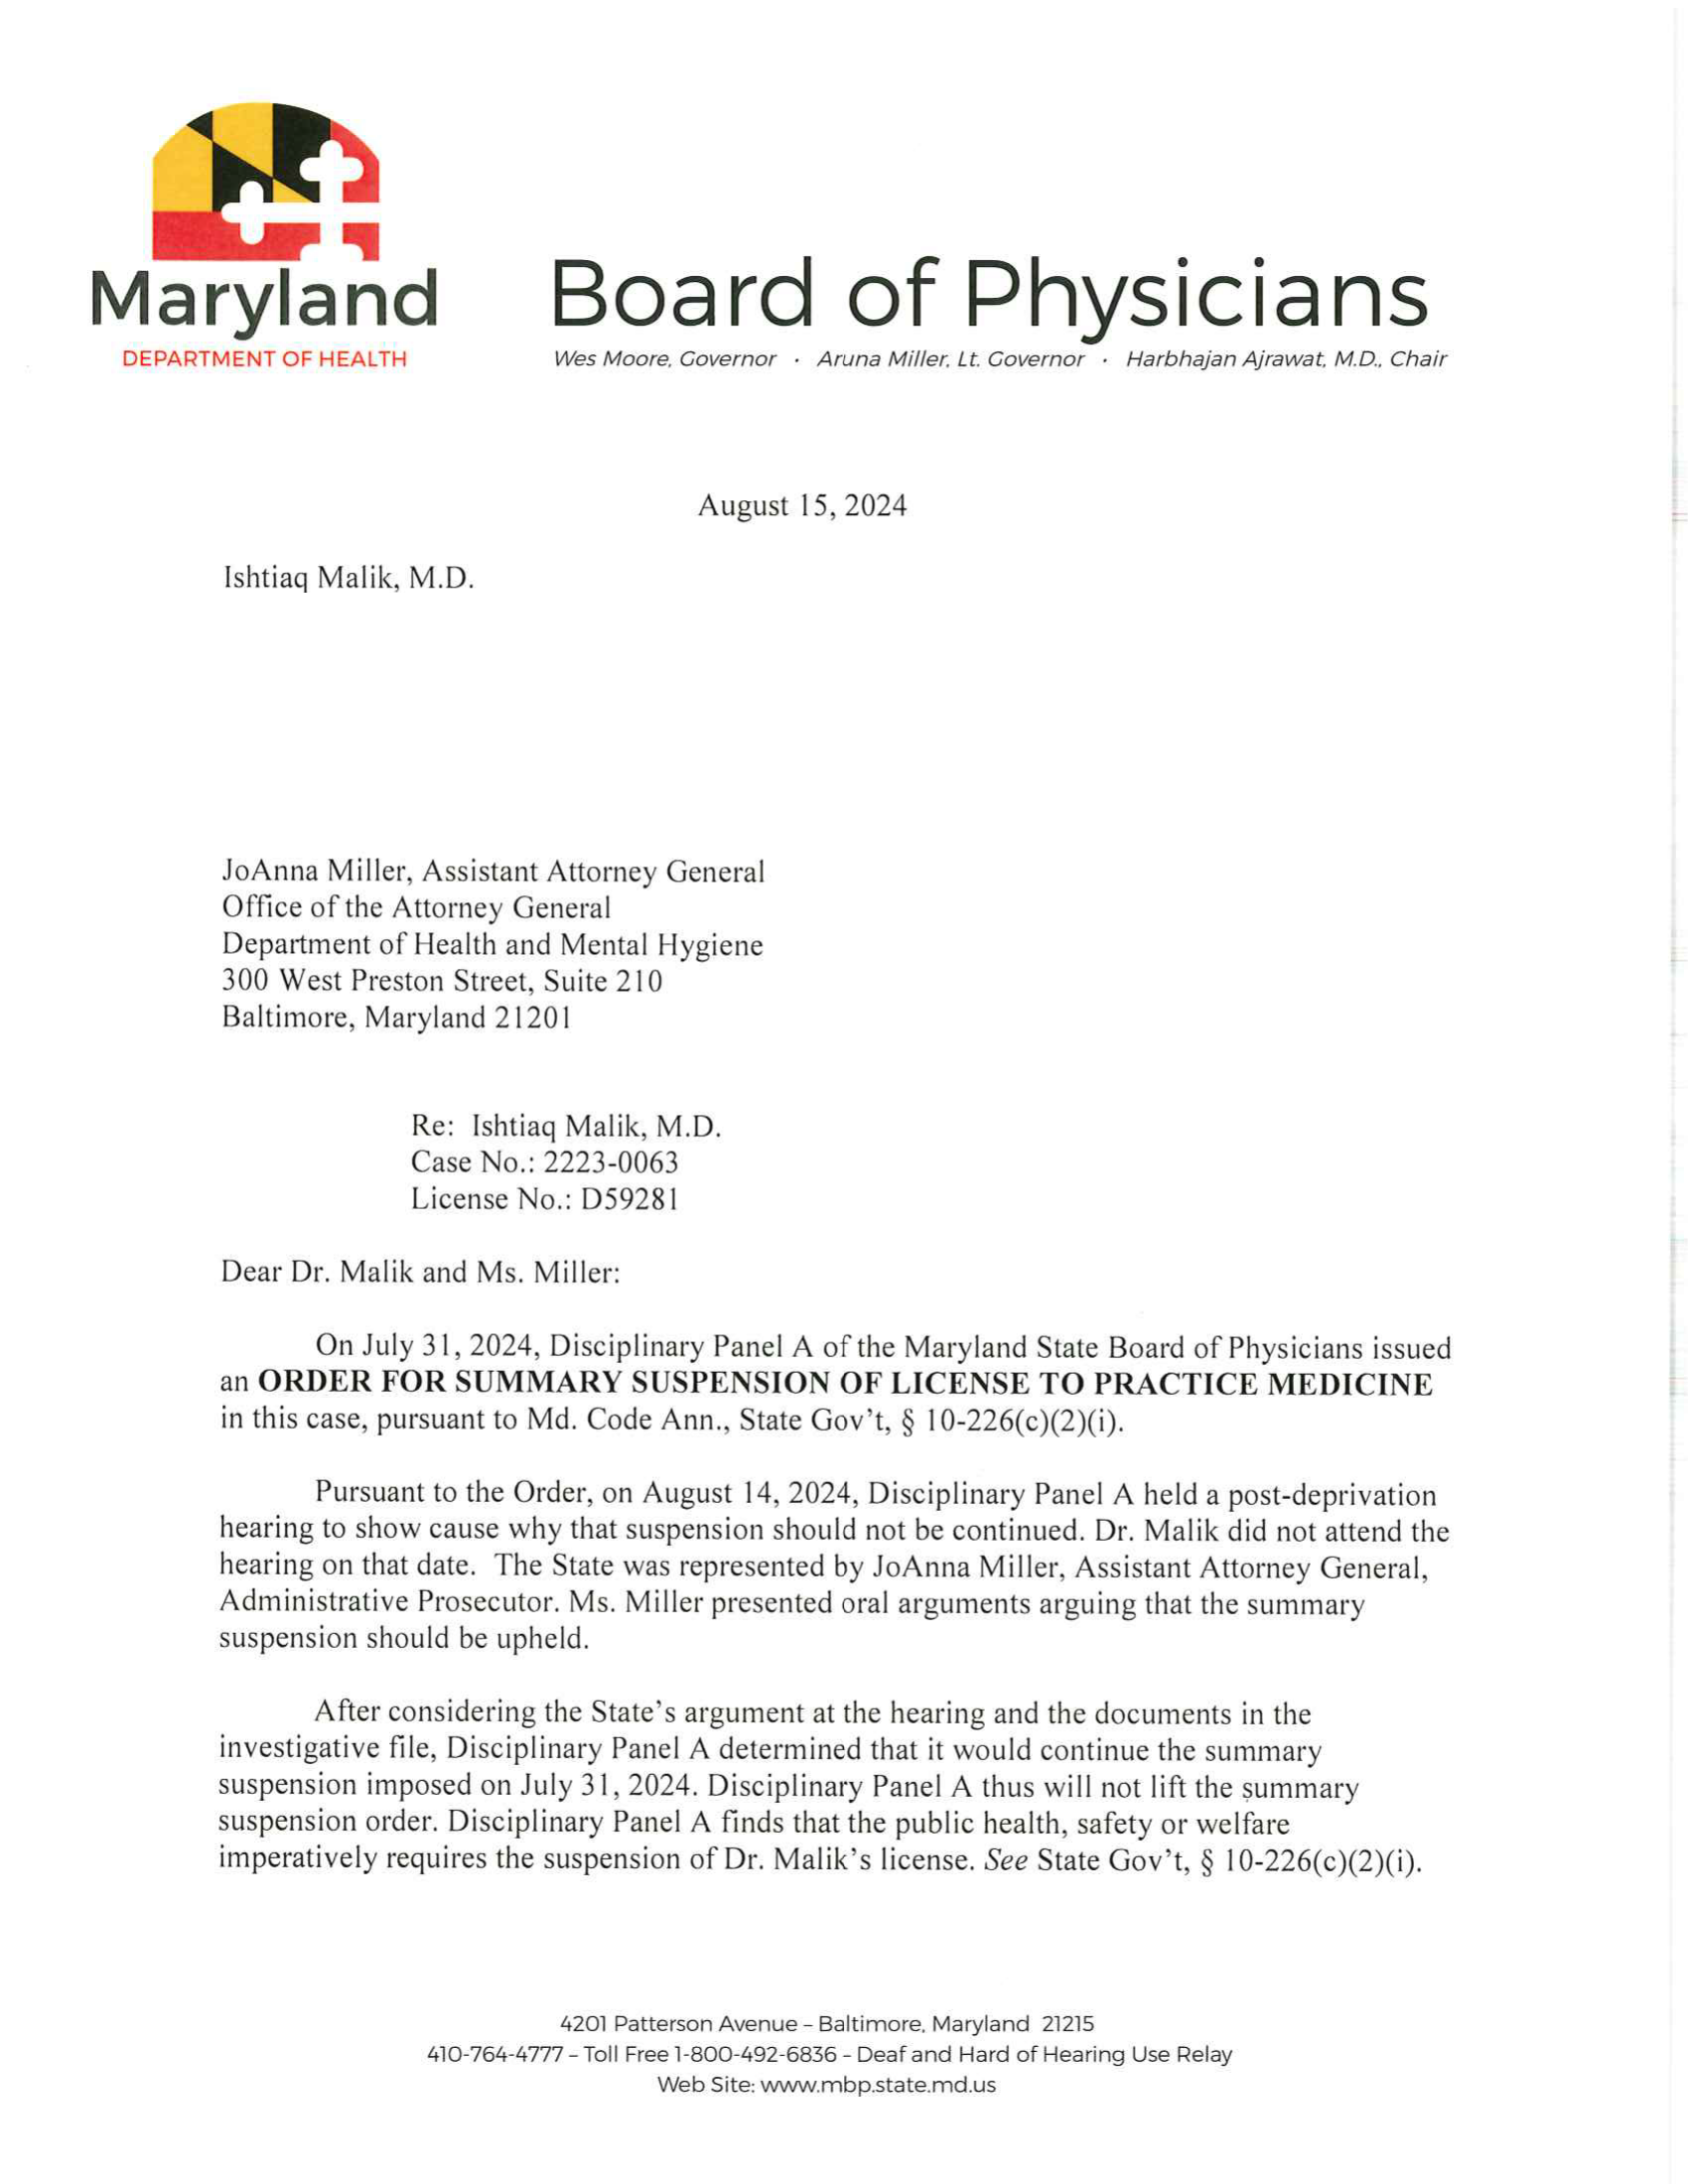 Maryland
DEPARTMENT OF HEALTH
Board of Physicians
Wes Moore, Governor · Aruna Miller, Lt. Governor · Harbhajan Ajrawat, M.D., Chair
August 15, 2024
Ishtiaq Malik, M.D.
JoAnna Miller, Assistant Attorney General
Office of the Attorney General
Department of Health and Mental Hygiene
300 West Preston Street, Suite 210
Baltimore, Maryland 21201
Re: Ishtiaq Malik, M.D.
Case No.: 2223-0063
License No.: D59281
Dear Dr. Malik and Ms. Miller:
On July 31, 2024, Disciplinary Panel A of the Maryland State Board of Physicians issued
an ORDER FOR SUMMARY SUSPENSION OF LICENSE TO PRACTICE MEDICINE
in this case, pursuant to Md. Code Ann., State Gov't, § 10-226(c)(2)(i).
Pursuant to the Order, on August 14, 2024, Disciplinary Panel A held a post-deprivation
hearing to show cause why that suspension should not be continued. Dr. Malik did not attend the
hearing on that date. The State was represented by JoAnna Miller, Assistant Attorney General,
Administrative Prosecutor. Ms. Miller presented oral arguments arguing that the summary
suspension should be upheld.
After considering the State's argument at the hearing and the documents in the
investigative file, Disciplinary Panel A determined that it would continue the summary
suspension imposed on July 31, 2024. Disciplinary Panel A thus will not lift the summary
suspension order. Disciplinary Panel A finds that the public health, safety or welfare
imperatively requires the suspension of Dr. Malik's license. See State Gov't, § 10-226(c)(2)(i).
4201 Patterson Avenue – Baltimore, Maryland 21215
410-764-4777 – Toll Free 1-800-492-6836 – Deaf and Hard of Hearing Use Relay
Web Site: www.mbp.state.md.us